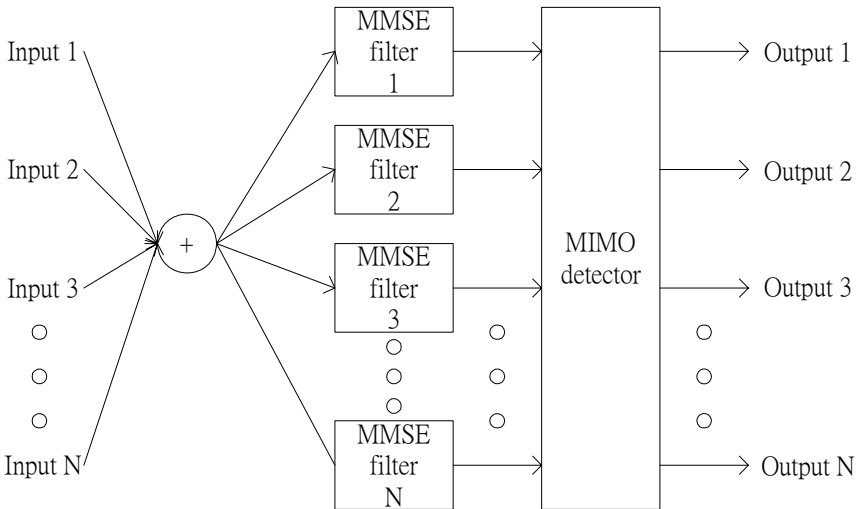 MMSE
filter
1
Input 1
Output 1
MMSE
filter
2
Input 2
Output 2
+
MIMO
detector
MMSE
filter
3
Input 3
Output 3
MMSE
filter
N
Input N
Output N